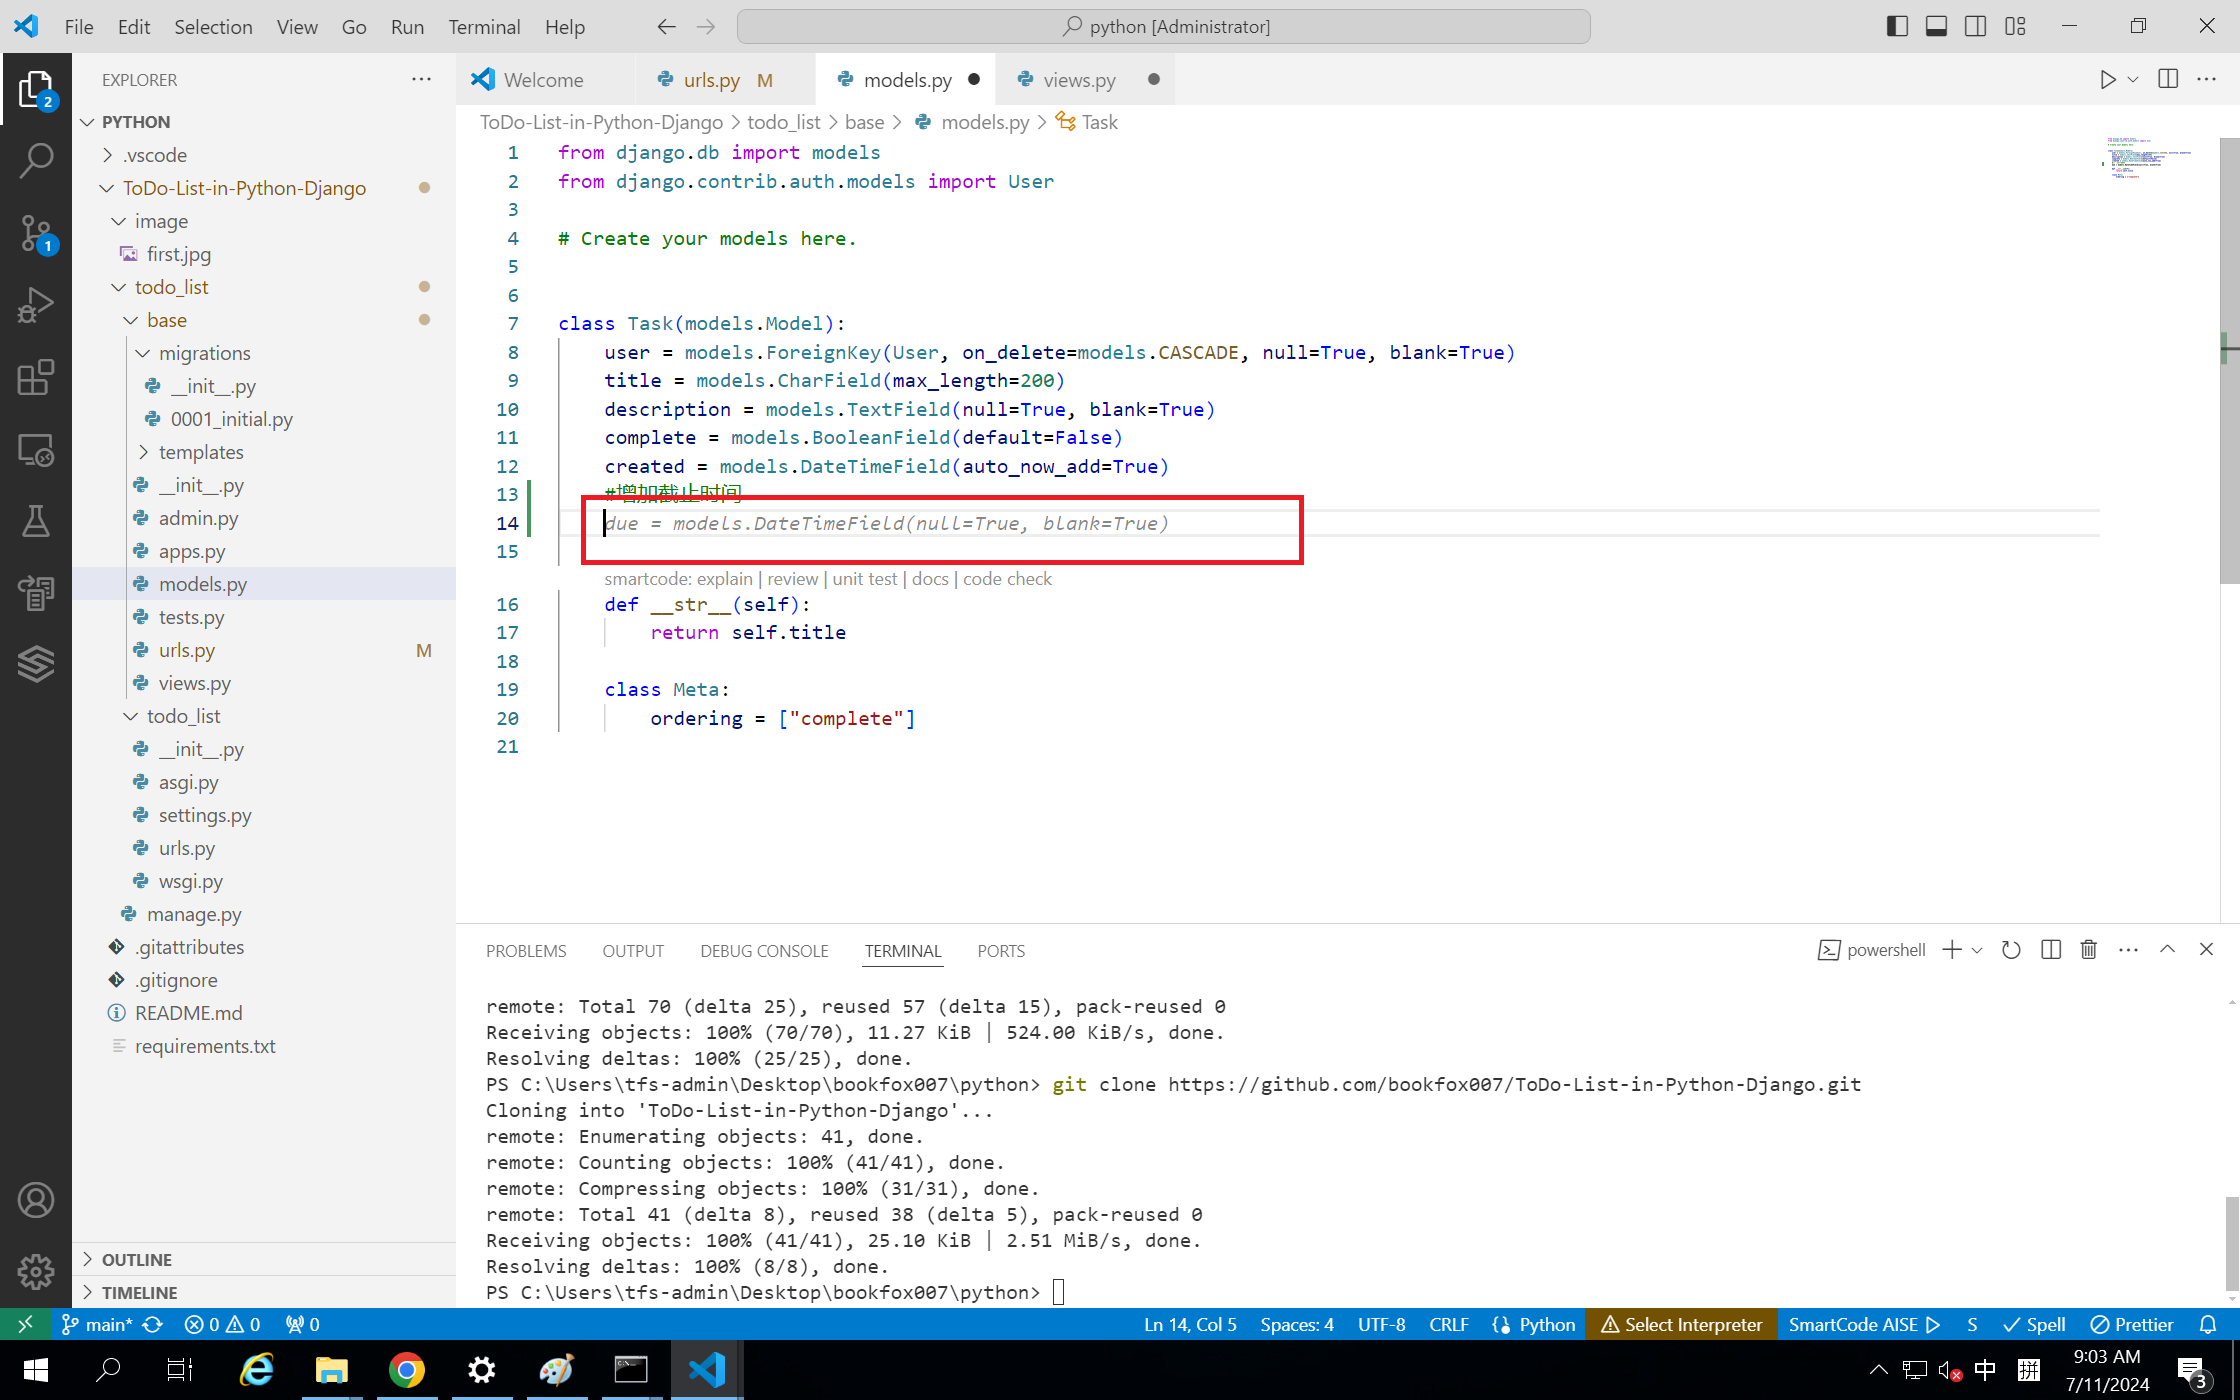 File Edit Selection View Go Run Terminal Help python [Administrator]
EXPLORER
2
1
PYTHON
.vscode
ToDo-List-in-Python-Django
image
first.jpg
todo_list
base
migrations
__init__.py
0001_initial.py
templates
__init__.py
admin.py
apps.py
models.py
tests.py
urls.py M
views.py
todo_list
__init__.py
asgi.py
settings.py
urls.py
wsgi.py
manage.py
.gitattributes
.gitignore
README.md
requirements.txt
OUTLINE
TIMELINE
Welcome urls.py M models.py views.py
ToDo-List-in-Python-Django > todo_list > base > models.py > Task
1 from django.db import models
2 from django.contrib.auth.models import User
3
4 # Create your models here.
5
6
7 class Task(models.Model):
8 user = models.ForeignKey(User, on_delete=models.CASCADE, null=True, blank=True)
9 title = models.CharField(max_length=200)
10 description = models.TextField(null=True, blank=True)
11 complete = models.BooleanField(default=False)
12 created = models.DateTimeField(auto_now_add=True)
13 #增加截止时间
14 due = models.DateTimeField(null=True, blank=True)
15
smartcode: explain | review | unit test | docs | code check
16 def __str__(self):
17 return self.title
18
19 class Meta:
20 ordering = ["complete"]
21
PROBLEMS OUTPUT DEBUG CONSOLE TERMINAL PORTS powershell
remote: Total 70 (delta 25), reused 57 (delta 15), pack-reused 0
Receiving objects: 100% (70/70), 11.27 KiB | 524.00 KiB/s, done.
Resolving deltas: 100% (25/25), done.
PS C:\Users\tfs-admin\Desktop\bookfox007\python> git clone https://github.com/bookfox007/ToDo-List-in-Python-Django.git
Cloning into 'ToDo-List-in-Python-Django'...
remote: Enumerating objects: 41, done.
remote: Counting objects: 100% (41/41), done.
remote: Compressing objects: 100% (31/31), done.
remote: Total 41 (delta 8), reused 38 (delta 5), pack-reused 0
Receiving objects: 100% (41/41), 25.10 KiB | 2.51 MiB/s, done.
Resolving deltas: 100% (8/8), done.
PS C:\Users\tfs-admin\Desktop\bookfox007\python>
main* 0 0 0 Ln 14, Col 5 Spaces: 4 UTF-8 CRLF Python Select Interpreter SmartCode AISE S Spell Prettier
中 拼 9:03 AM
7/11/2024 3